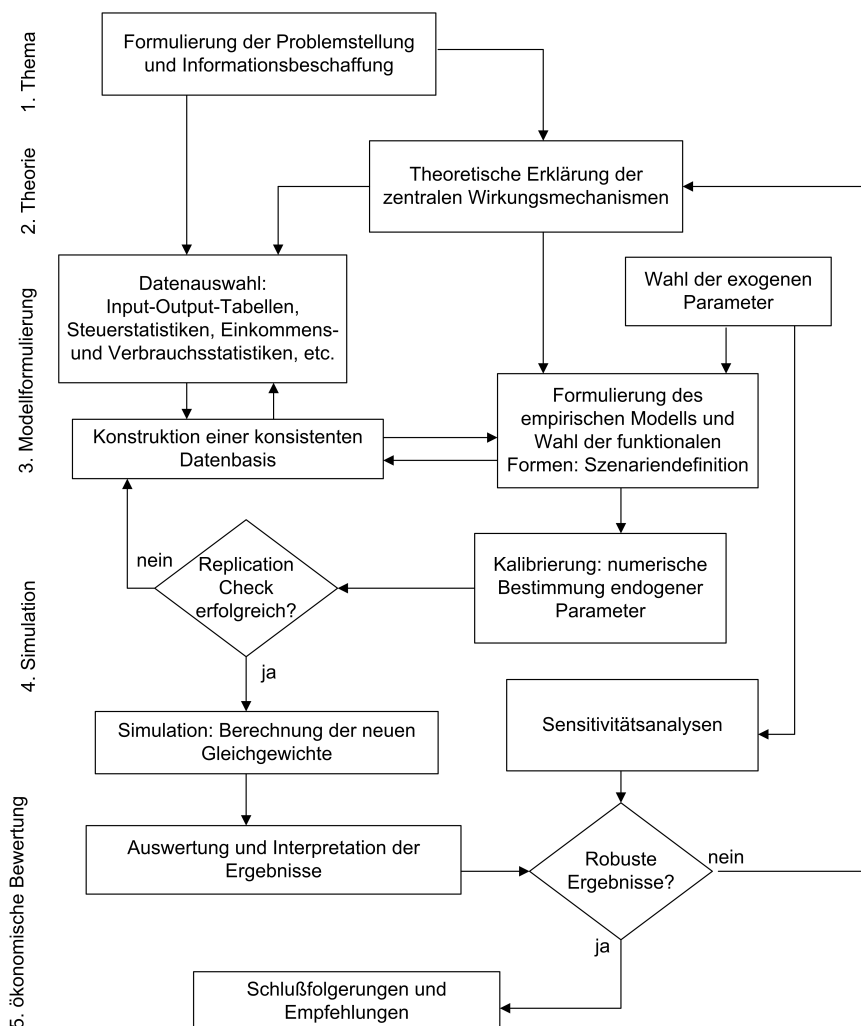 1. Thema
Formulierung der Problemstellung
und Informationsbeschaffung
2. Theorie
Theoretische Erklärung der
zentralen Wirkungsmechanismen
3. Modellformulierung
Datenauswahl:
Input-Output-Tabellen,
Steuerstatistiken, Einkommens-
und Verbrauchsstatistiken, etc.
Wahl der exogenen
Parameter
Konstruktion einer konsistenten
Datenbasis
Formulierung des
empirischen Modells und
Wahl der funktionalen
Formen: Szenariendefinition
4. Simulation
nein
Replication
Check
erfolgreich?
ja
Kalibrierung: numerische
Bestimmung endogener
Parameter
Simulation: Berechnung der neuen
Gleichgewichte
Sensitivitätsanalysen
5. ökonomische Bewertung
Auswertung und Interpretation der
Ergebnisse
Robuste
Ergebnisse?
nein
ja
Schlußfolgerungen und
Empfehlungen